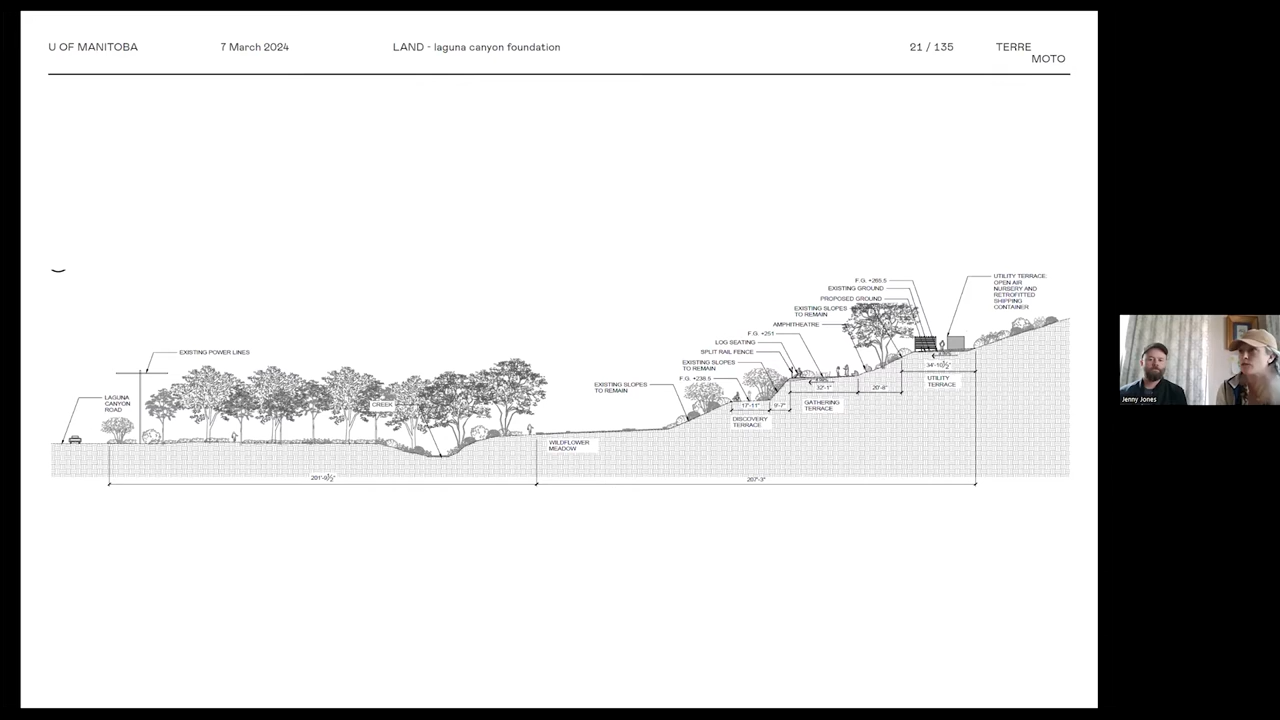 U OF MANITOBA
7 March 2024
LAND - laguna canyon foundation
21 / 135
TERRE
MOTO
UTILITY TERRACE:
OPEN AIR
NURSERY AND
RETROFITTED
SHIPPING
CONTAINER
F.G. +265.5
EXISTING GROUND
PROPOSED GROUND
EXISTING SLOPES
TO REMAIN
AMPHITHEATRE
F.G. +251
LOG SEATING
SPLIT RAIL FENCE
EXISTING SLOPES
TO REMAIN
F.G. +238.5
EXISTING SLOPES
TO REMAIN
EXISTING POWER LINES
LAGUNA
CANYON
ROAD
CREEK
WILDFLOWER
MEADOW
17'-11"
9'-7"
DISCOVERY
TERRACE
32'-1"
GATHERING
TERRACE
20'-8"
34'-10½"
UTILITY
TERRACE
207'-3"
Jenny Jones